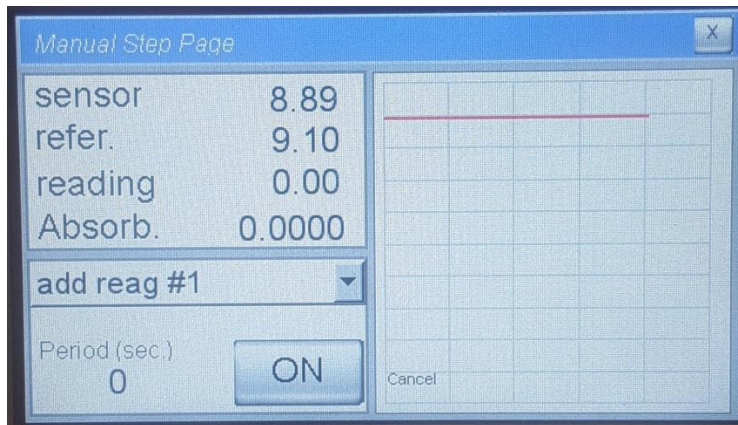 Manual Step Page
X
sensor 8.89
refer. 9.10
reading 0.00
Absorb. 0.0000
add reag #1
Period (sec.)
0
ON
Cancel